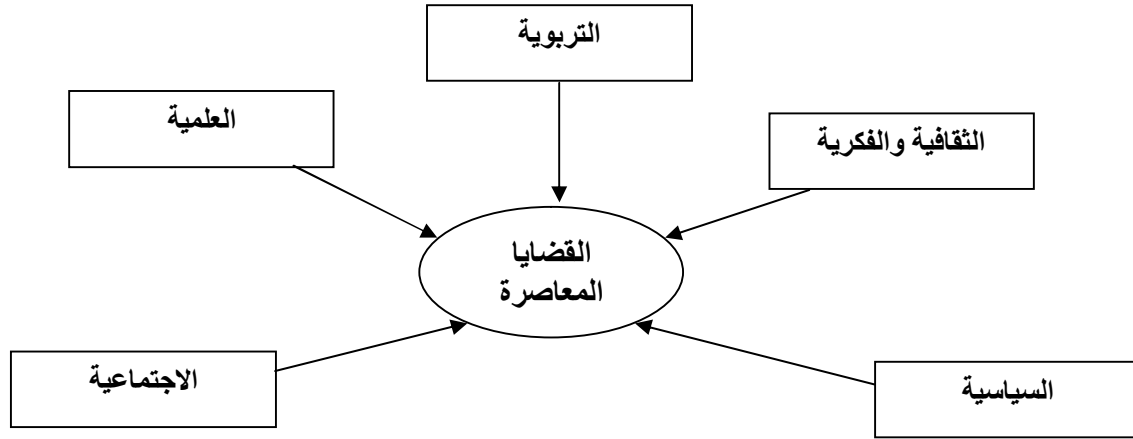 التربوية
العلمية
الثقافية والفكرية
القضايا
المعاصرة
الاجتماعية
السياسية